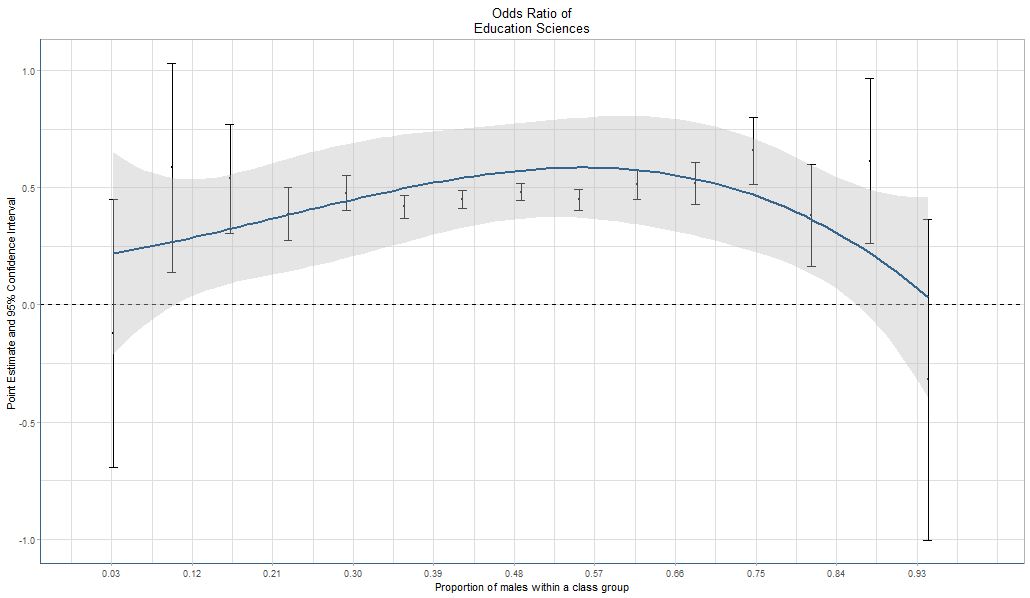 Odds Ratio of
Education Sciences
Point Estimate and 95% Confidence Interval
1.0
0.5
0.0
-0.5
-1.0
0.03 0.12 0.21 0.30 0.39 0.48 0.57 0.66 0.75 0.84 0.93
Proportion of males within a class group